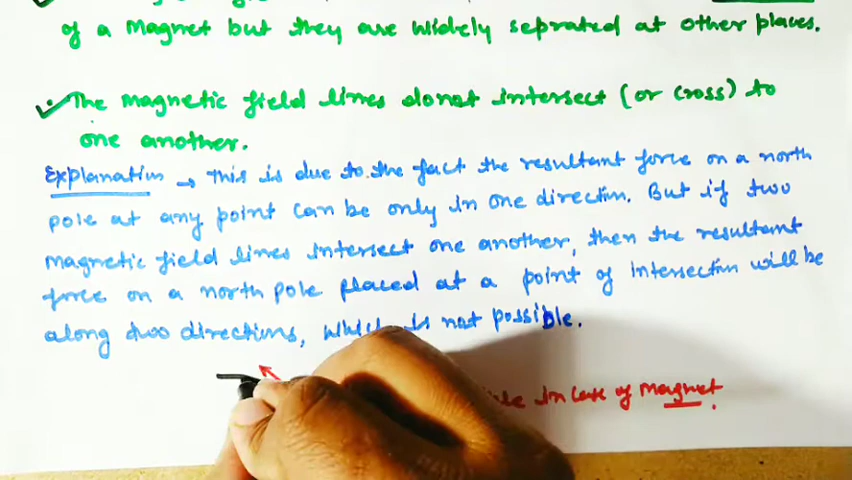 of a magnet but they are widely seprated at other places.
The magnetic field lines donot intersect (or cross) to
one another.
Explanation → This is due to the fact the resultant force on a north
pole at any point can be only in one direction. But if two
magnetic field lines intersect one another, then the resultant
force on a north pole placed at a point of intersection will be
along two directions, which is not possible.
in case of magnet.